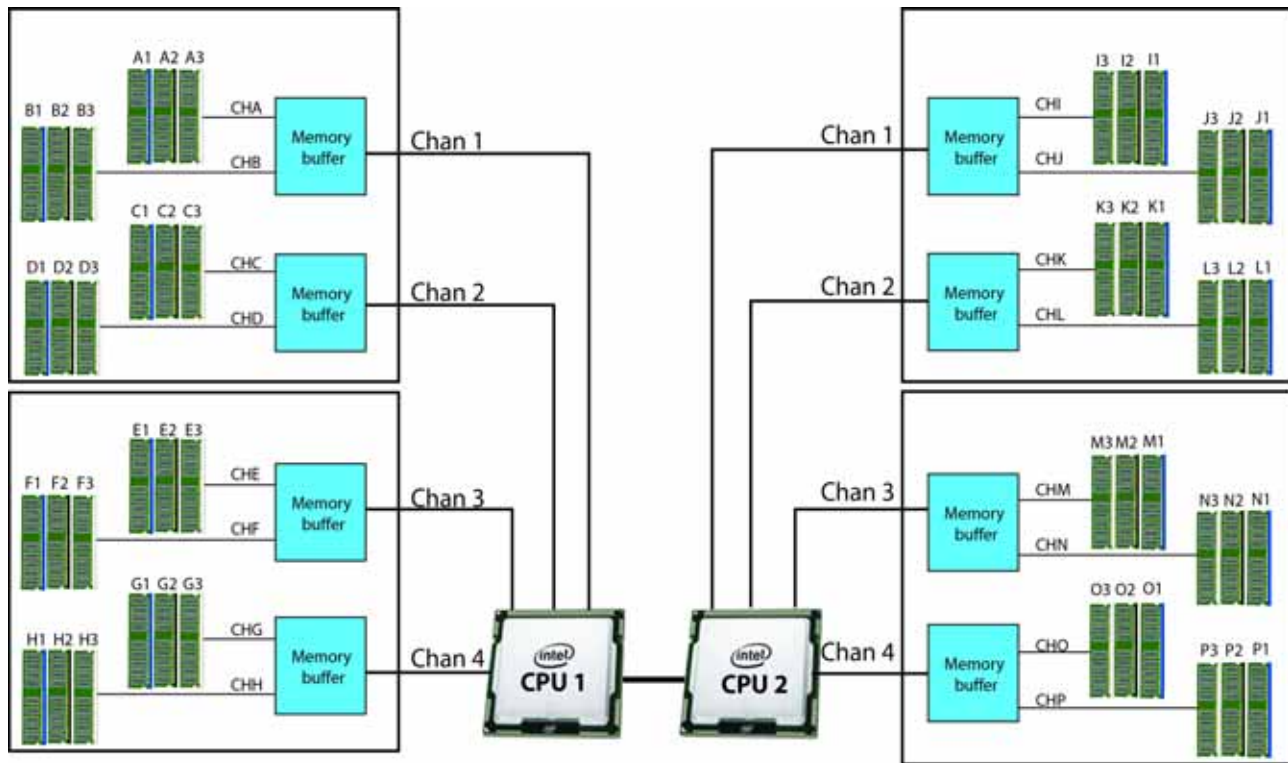 A1 A2 A3
B1 B2 B3
CHA
CHB
Memory
buffer
Chan 1
C1 C2 C3
D1 D2 D3
CHC
CHD
Memory
buffer
Chan 2
E1 E2 E3
F1 F2 F3
CHE
CHF
Memory
buffer
Chan 3
G1 G2 G3
H1 H2 H3
CHG
CHH
Memory
buffer
Chan 4
intel
CPU 1
intel
CPU 2
Chan 1
Memory
buffer
CHI
CHJ
I3 I2 I1
J3 J2 J1
Chan 2
Memory
buffer
CHK
CHL
K3 K2 K1
L3 L2 L1
Chan 3
Memory
buffer
CHM
CHN
M3 M2 M1
N3 N2 N1
Chan 4
Memory
buffer
CHO
CHP
O3 O2 O1
P3 P2 P1